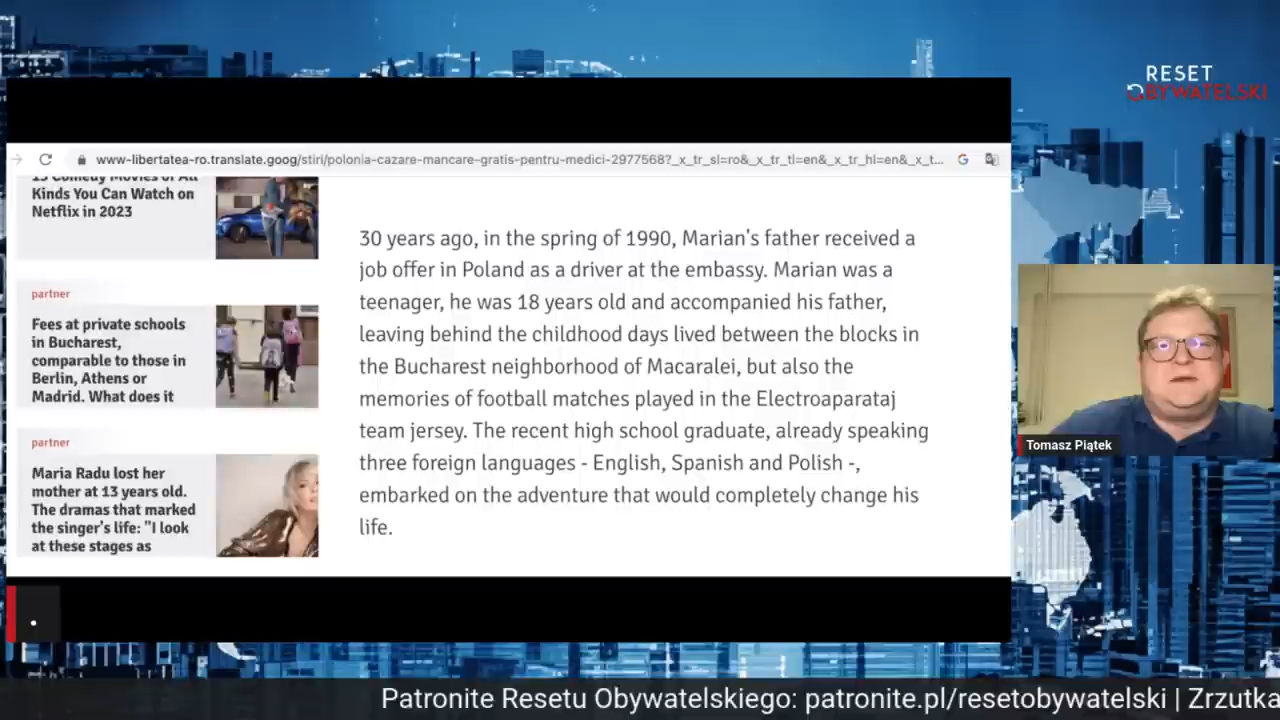 RESET
OBYWATELSKI
www-libertatea-ro.translate.goog/stiri/polonia-cazare-mancare-gratis-pentru-medici-2977568?_x_tr_sl=ro&_x_tr_tl=en&_x_tr_hl=en&_x_t...
15 Comedy Movies of All
Kinds You Can Watch on
Netflix in 2023
partner
Fees at private schools
in Bucharest,
comparable to those in
Berlin, Athens or
Madrid. What does it
partner
Maria Radu lost her
mother at 13 years old.
The dramas that marked
the singer's life: "I look
at these stages as
30 years ago, in the spring of 1990, Marian's father received a
job offer in Poland as a driver at the embassy. Marian was a
teenager, he was 18 years old and accompanied his father,
leaving behind the childhood days lived between the blocks in
the Bucharest neighborhood of Macaralei, but also the
memories of football matches played in the Electroaparataj
team jersey. The recent high school graduate, already speaking
three foreign languages - English, Spanish and Polish -,
embarked on the adventure that would completely change his
life.
Tomasz Piątek
.
Patronite Resetu Obywatelskiego: patronite.pl/resetobywatelski | Zrzutka